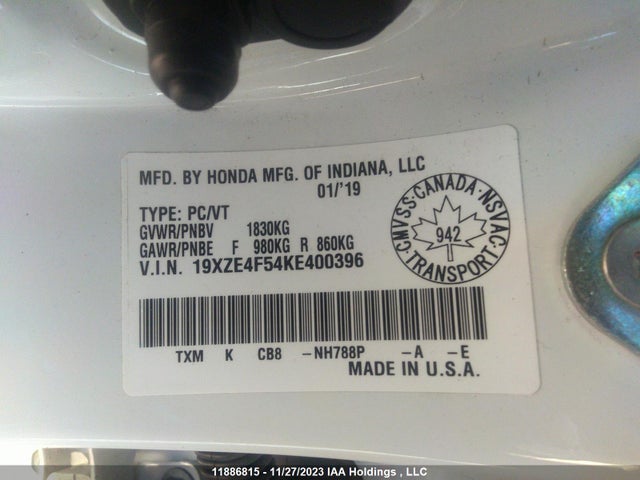 MFD. BY HONDA MFG. OF INDIANA, LLC
01/'19
TYPE: PC/VT
GVWR/PNBV 1830KG
GAWR/PNBE F 980KG R 860KG
V.I.N. 19XZE4F54KE400396
CMVSS · CANADA · NSVAC · TRANSPORT ·
942
TXM K CB8 -NH788P -A -E
MADE IN U.S.A.
11886815 - 11/27/2023 IAA Holdings , LLC